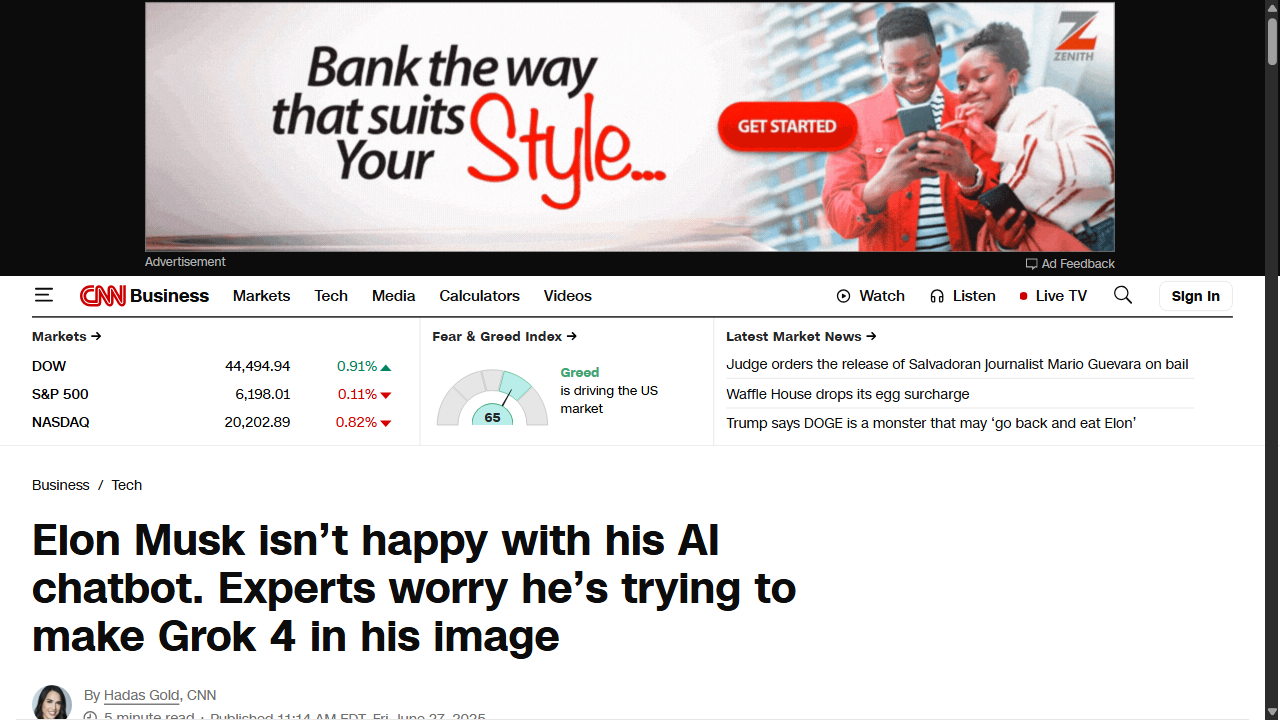 Bank the way
that suits
Your Style...
GET STARTED
ZENITH
Advertisement
Ad Feedback
CNN Business
Markets
Tech
Media
Calculators
Videos
Watch
Listen
Live TV
Sign in
Markets →
DOW 44,494.94 0.91%
S&P 500 6,198.01 0.11%
NASDAQ 20,202.89 0.82%
Fear & Greed Index →
65
Greed
is driving the US
market
Latest Market News →
Judge orders the release of Salvadoran journalist Mario Guevara on bail
Waffle House drops its egg surcharge
Trump says DOGE is a monster that may ‘go back and eat Elon’
Business / Tech
Elon Musk isn’t happy with his AI
chatbot. Experts worry he’s trying to
make Grok 4 in his image
By Hadas Gold, CNN
5 minute read · Published 11:14 AM EDT, Fri June 27, 2025